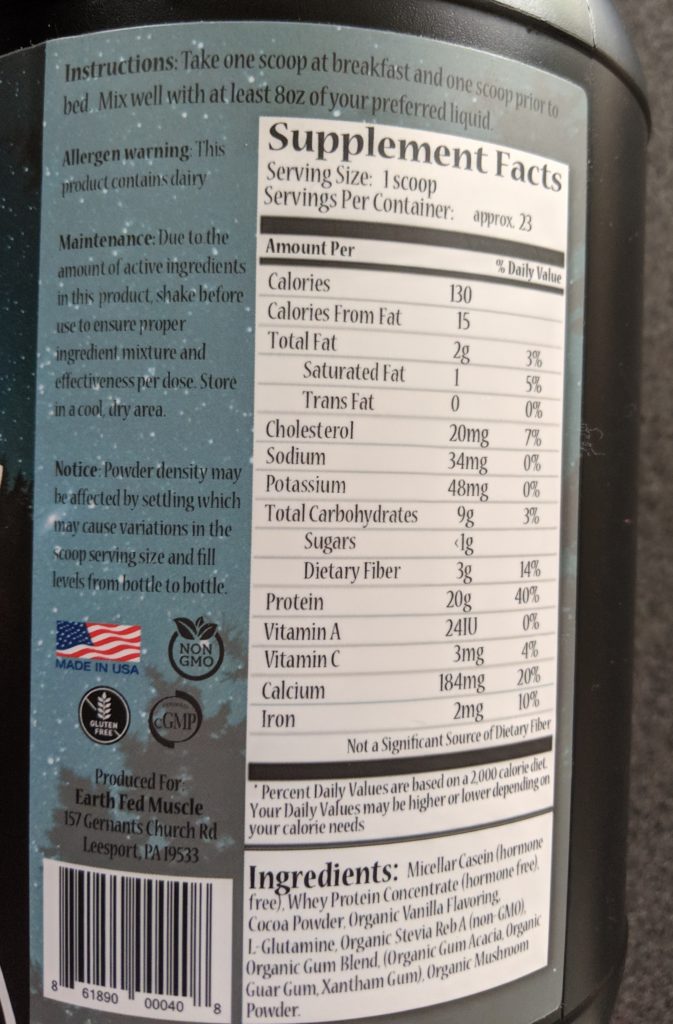 Instructions: Take one scoop at breakfast and one scoop prior to
bed. Mix well with at least 8oz of your preferred liquid.
Allergen warning: This
product contains dairy
Maintenance: Due to the
amount of active ingredients
in this product, shake before
use to ensure proper
ingredient mixture and
effectiveness per dose. Store
in a cool, dry area.
Notice: Powder density may
be affected by settling which
may cause variations in the
scoop serving size and fill
levels from bottle to bottle.
MADE IN USA
NON
GMO
GLUTEN
FREE
cGMP
Produced For:
Earth Fed Muscle
157 Gernants Church Rd
Leesport, PA 19533
8 61890 00040 8
Supplement Facts
Serving Size: 1 scoop
Servings Per Container: approx. 23
Amount Per % Daily Value
Calories 130
Calories From Fat 15
Total Fat 2g 3%
Saturated Fat 1 5%
Trans Fat 0 0%
Cholesterol 20mg 7%
Sodium 34mg 0%
Potassium 48mg 0%
Total Carbohydrates 9g 3%
Sugars <1g
Dietary Fiber 3g 14%
Protein 20g 40%
Vitamin A 24IU 0%
Vitamin C 3mg 4%
Calcium 184mg 20%
Iron 2mg 10%
Not a Significant Source of Dietary Fiber
* Percent Daily Values are based on a 2,000 calorie diet.
Your Daily Values may be higher or lower depending on
your calorie needs
Ingredients: Micellar Casein (hormone
free), Whey Protein Concentrate (hormone free),
Cocoa Powder, Organic Vanilla Flavoring,
L-Glutamine, Organic Stevia Reb A (non-GMO),
Organic Gum Blend, (Organic Gum Acacia, Organic
Guar Gum, Xantham Gum), Organic Mushroom
Powder.